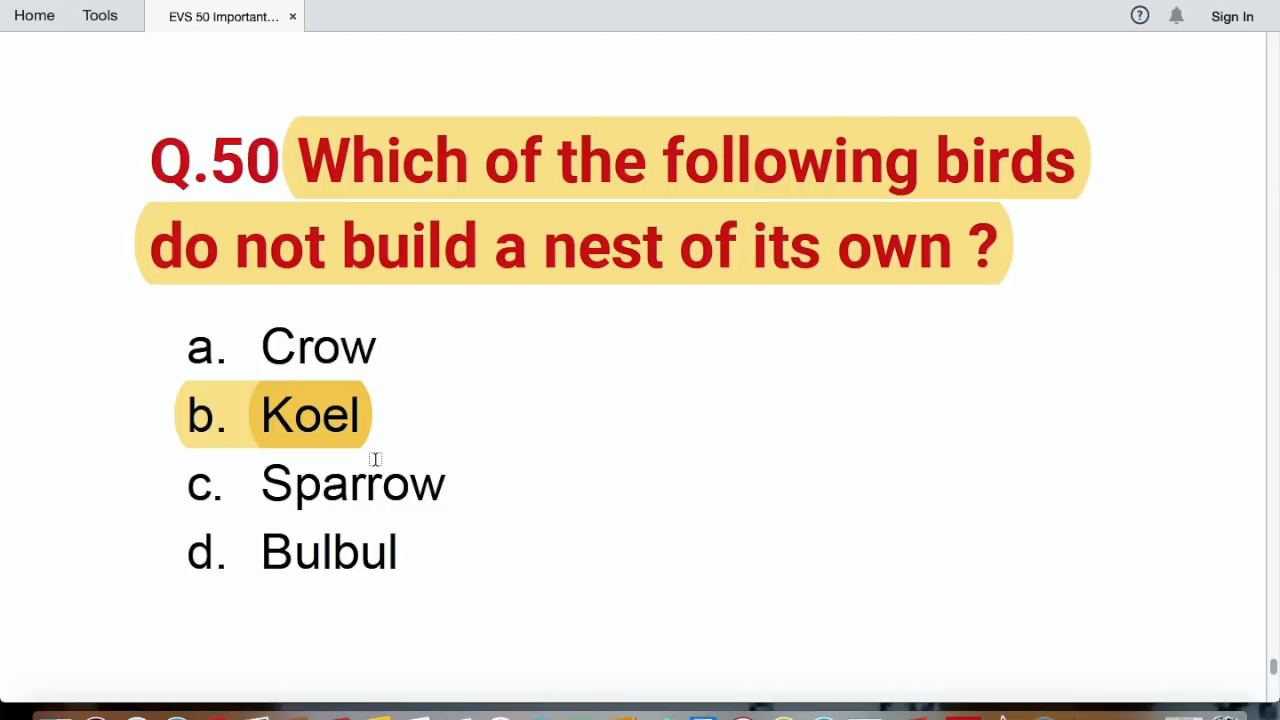 Home Tools EVS 50 Important... × Sign In
Q.50 Which of the following birds
do not build a nest of its own ?
a. Crow
b. Koel
c. Sparrow
d. Bulbul